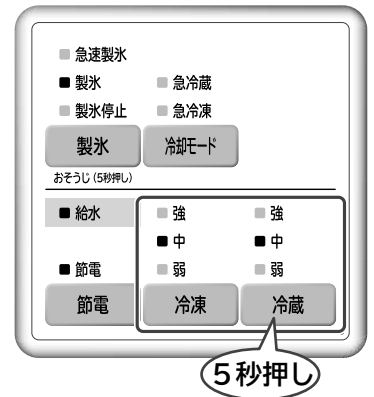 急速製氷
製氷 急冷蔵
製氷停止 急冷凍
製氷 冷却モード
おそうじ（5秒押し）
給水 強 強
中 中
節電 弱 弱
節電 冷凍 冷蔵
5秒押し